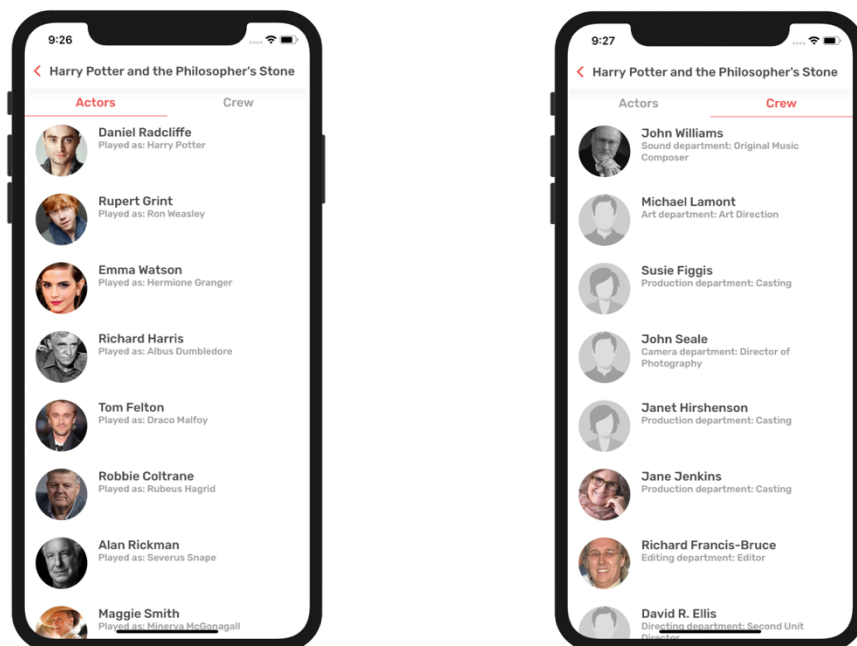 9:26
Harry Potter and the Philosopher's Stone
Actors Crew
Daniel Radcliffe
Played as: Harry Potter
Rupert Grint
Played as: Ron Weasley
Emma Watson
Played as: Hermione Granger
Richard Harris
Played as: Albus Dumbledore
Tom Felton
Played as: Draco Malfoy
Robbie Coltrane
Played as: Rubeus Hagrid
Alan Rickman
Played as: Severus Snape
Maggie Smith
Played as: Minerva McGonagall
9:27
Harry Potter and the Philosopher's Stone
Actors Crew
John Williams
Sound department: Original Music
Composer
Michael Lamont
Art department: Art Direction
Susie Figgis
Production department: Casting
John Seale
Camera department: Director of
Photography
Janet Hirshenson
Production department: Casting
Jane Jenkins
Production department: Casting
Richard Francis-Bruce
Editing department: Editor
David R. Ellis
Directing department: Second Unit
Director